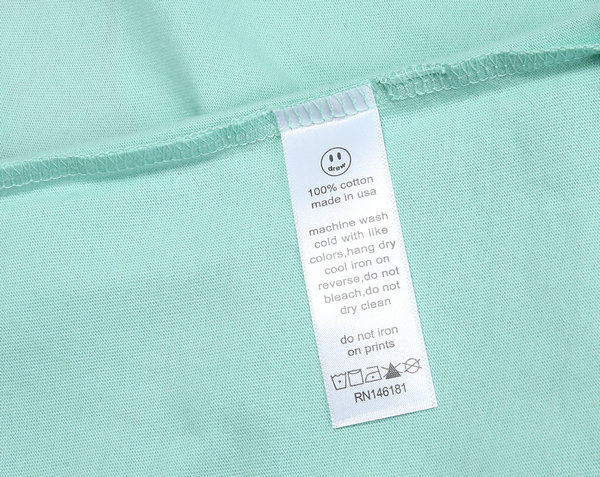 drew
100% cotton
made in usa
machine wash
cold with like
colors,hang dry
cool iron on
reverse,do not
bleach,do not
dry clean
do not iron
on prints
RN146181